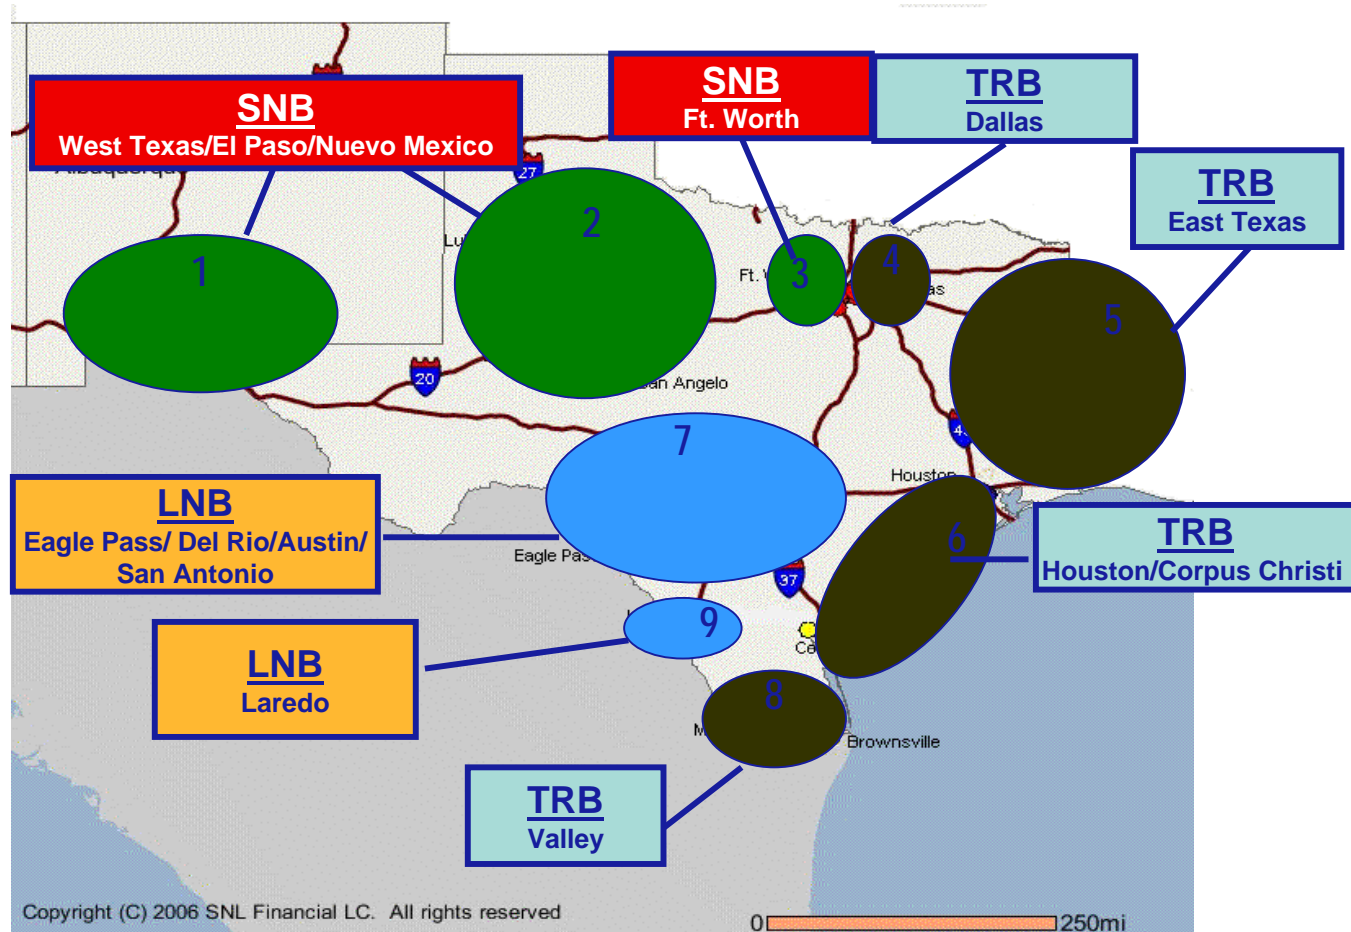 SNB
West Texas/El Paso/Nuevo Mexico
SNB
Ft. Worth
TRB
Dallas
TRB
East Texas
27
2
1
3
4
5
Ft.
20
San Angelo
7
Houston
LNB
Eagle Pass/ Del Rio/Austin/
San Antonio
6
TRB
Houston/Corpus Christi
Eagle
37
9
LNB
Laredo
8
Brownsville
TRB
Valley
Copyright (C) 2006 SNL Financial LC. All rights reserved
0
250mi